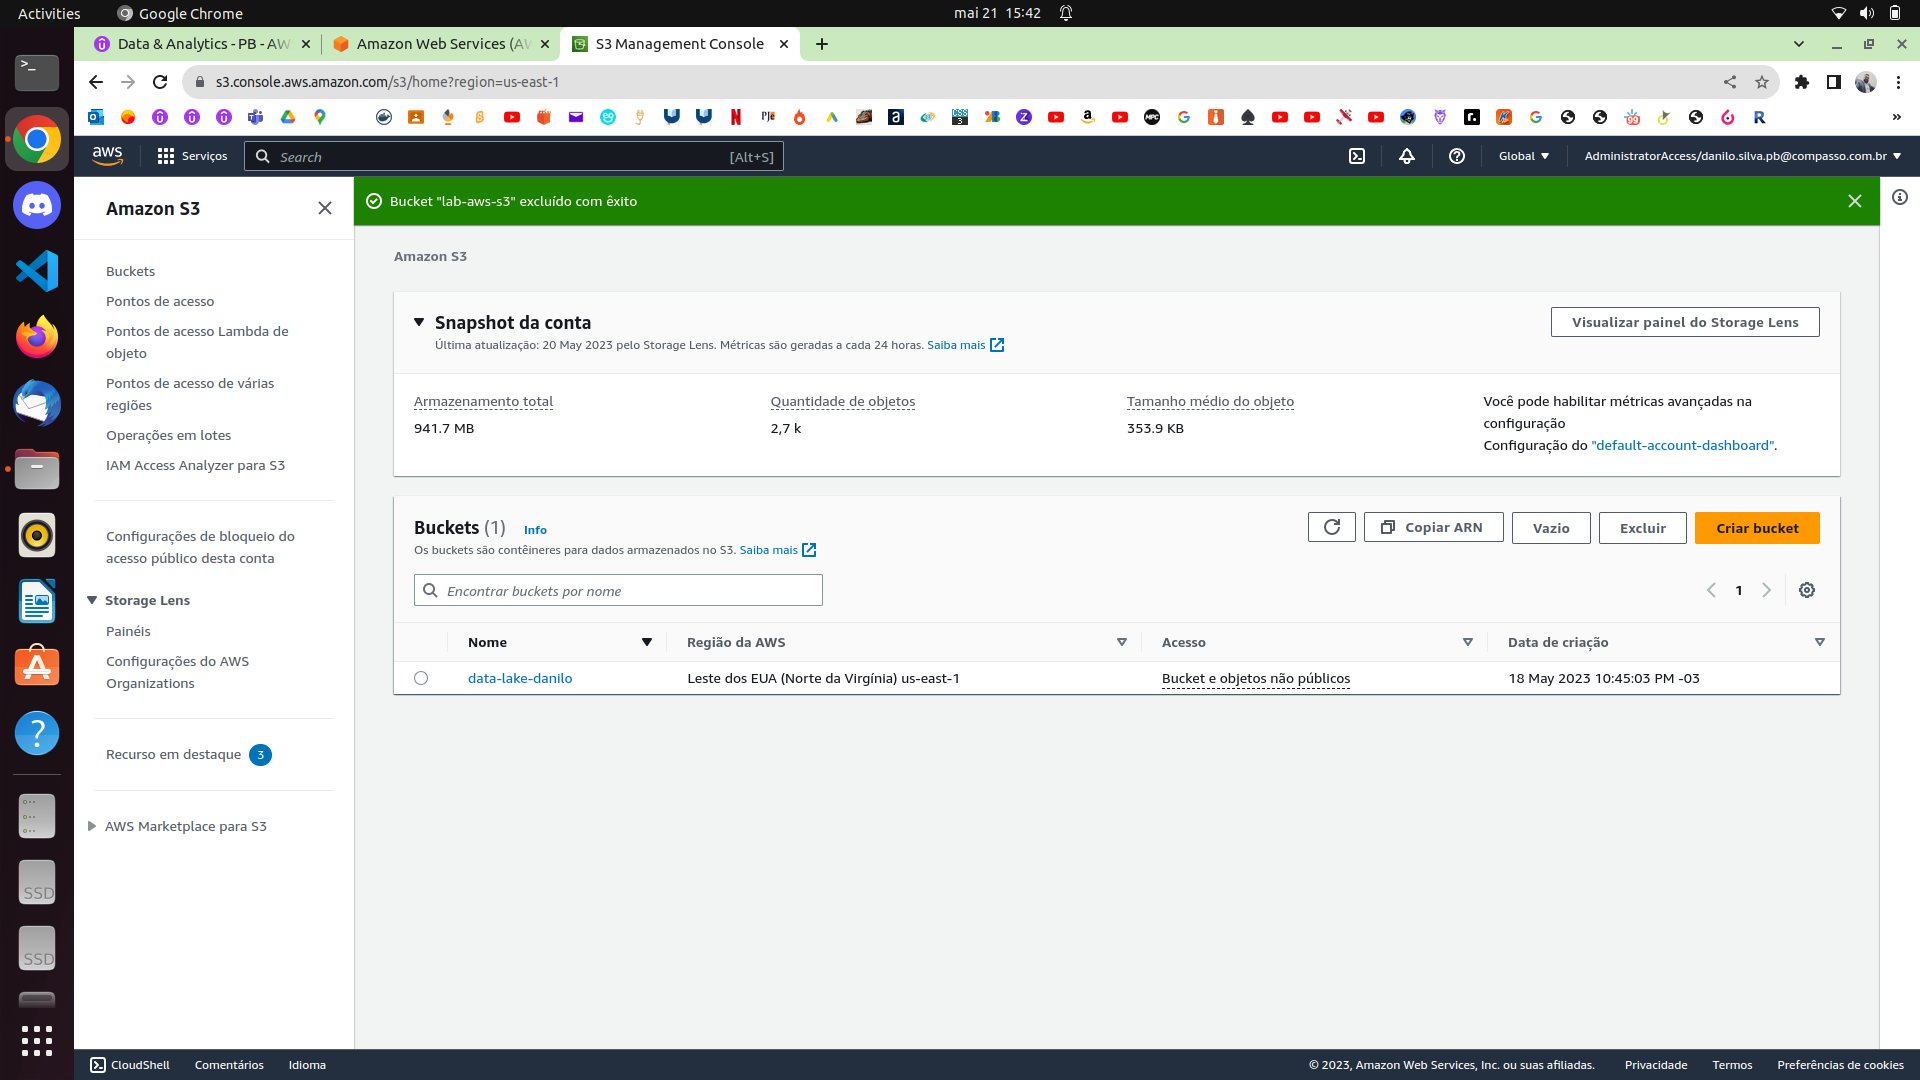 Activities
Google Chrome
mai 21 15:42
Data & Analytics - PB - AW
Amazon Web Services (AW
S3 Management Console
s3.console.aws.amazon.com/s3/home?region=us-east-1
aws
Serviços
Search
[Alt+S]
Global
AdministratorAccess/danilo.silva.pb@compasso.com.br
Amazon S3
Buckets
Pontos de acesso
Pontos de acesso Lambda de
objeto
Pontos de acesso de várias
regiões
Operações em lotes
IAM Access Analyzer para S3
Configurações de bloqueio do
acesso público desta conta
Storage Lens
Painéis
Configurações do AWS
Organizations
Recurso em destaque 3
AWS Marketplace para S3
Bucket "lab-aws-s3" excluído com êxito
Amazon S3
Snapshot da conta
Última atualização: 20 May 2023 pelo Storage Lens. Métricas são geradas a cada 24 horas. Saiba mais
Visualizar painel do Storage Lens
Armazenamento total
941.7 MB
Quantidade de objetos
2,7 k
Tamanho médio do objeto
353.9 KB
Você pode habilitar métricas avançadas na
configuração
Configuração do "default-account-dashboard".
Buckets (1)
Info
Os buckets são contêineres para dados armazenados no S3. Saiba mais
Copiar ARN
Vazio
Excluir
Criar bucket
Encontrar buckets por nome
1
Nome
Região da AWS
Acesso
Data de criação
data-lake-danilo
Leste dos EUA (Norte da Virgínia) us-east-1
Bucket e objetos não públicos
18 May 2023 10:45:03 PM -03
SSD
SSD
CloudShell
Comentários
Idioma
© 2023, Amazon Web Services, Inc. ou suas afiliadas.
Privacidade
Termos
Preferências de cookies